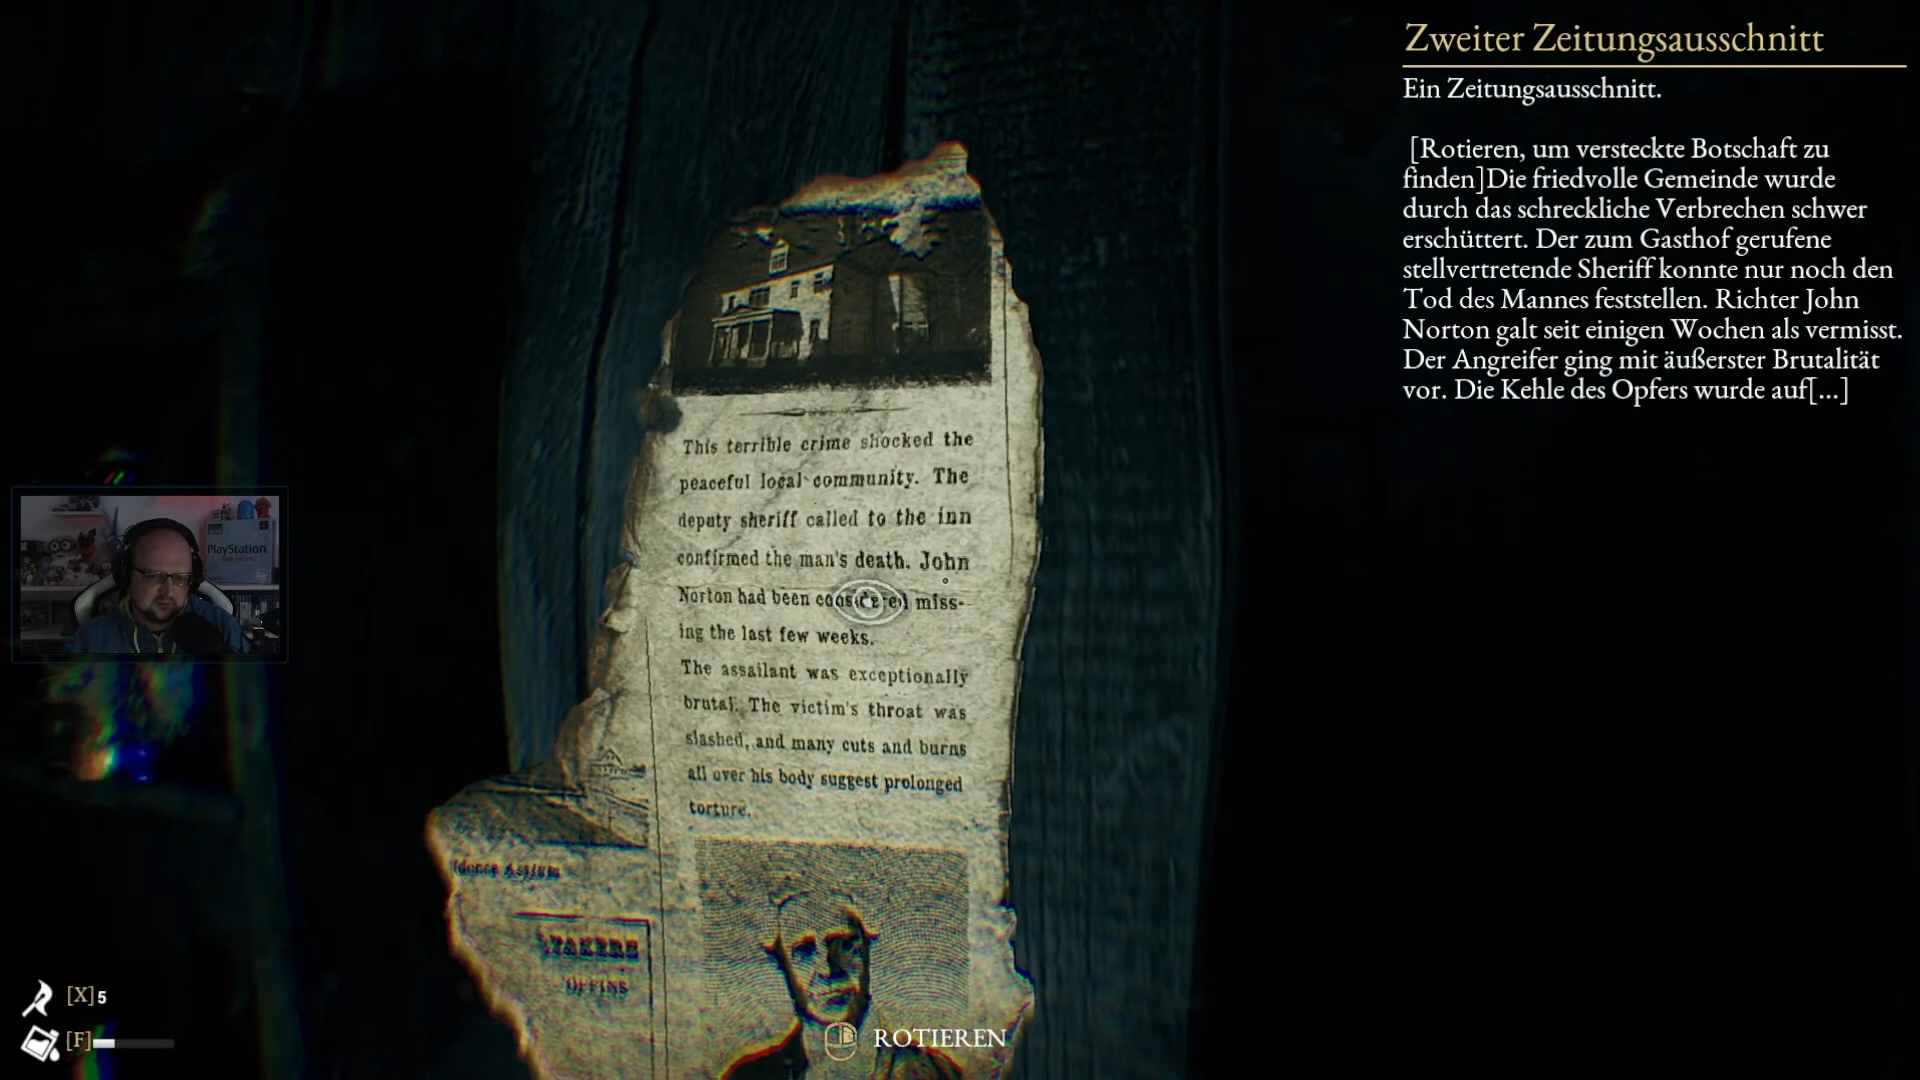 Zweiter Zeitungsausschnitt
Ein Zeitungsausschnitt.
[Rotieren, um versteckte Botschaft zu
finden]Die friedvolle Gemeinde wurde
durch das schreckliche Verbrechen schwer
erschüttert. Der zum Gasthof gerufene
stellvertretende Sheriff konnte nur noch den
Tod des Mannes feststellen. Richter John
Norton galt seit einigen Wochen als vermisst.
Der Angreifer ging mit äußerster Brutalität
vor. Die Kehle des Opfers wurde auf[...]
This terrible crime shocked the
peaceful local community. The
deputy sheriff called to the inn
confirmed the man's death. John
Norton had been considered miss-
ing the last few weeks.
The assailant was exceptionally
brutal. The victim's throat was
slashed, and many cuts and burns
all over his body suggest prolonged
torture.
Asylum
PlayStation
[X] 5
[F]
ROTIEREN